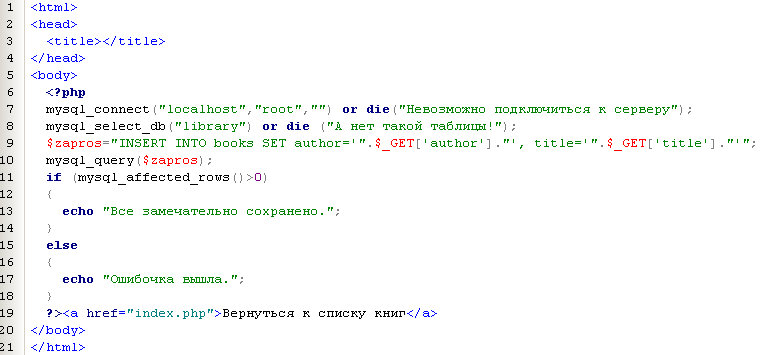 1 <html>
2 <head>
3 <title></title>
4 </head>
5 <body>
6 <?php
7 mysql_connect("localhost","root","") or die("Невозможно подключиться к серверу");
8 mysql_select_db("library") or die ("А нет такой таблицы!");
9 $zapros="INSERT INTO books SET author='".$_GET['author']."', title='".$_GET['title']."'";
10 mysql_query($zapros);
11 if (mysql_affected_rows()>0)
12 {
13 echo "Все замечательно сохранено.";
14 }
15 else
16 {
17 echo "Ошибочка вышла.";
18 }
19 ?><a href="index.php">Вернуться к списку книг</a>
20 </body>
21 </html>